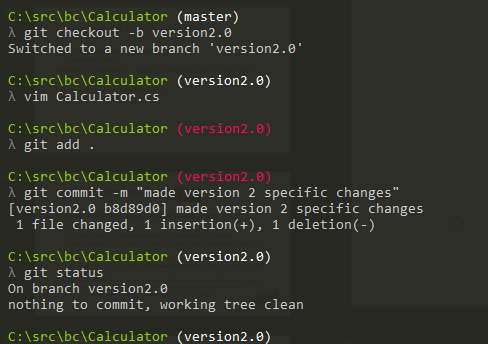 C:\src\bc\Calculator (master)
λ git checkout -b version2.0
Switched to a new branch 'version2.0'
C:\src\bc\Calculator (version2.0)
λ vim Calculator.cs
C:\src\bc\Calculator (version2.0)
λ git add .
C:\src\bc\Calculator (version2.0)
λ git commit -m "made version 2 specific changes"
[version2.0 b8d89d0] made version 2 specific changes
1 file changed, 1 insertion(+), 1 deletion(-)
C:\src\bc\Calculator (version2.0)
λ git status
On branch version2.0
nothing to commit, working tree clean
C:\src\bc\Calculator (version2.0)